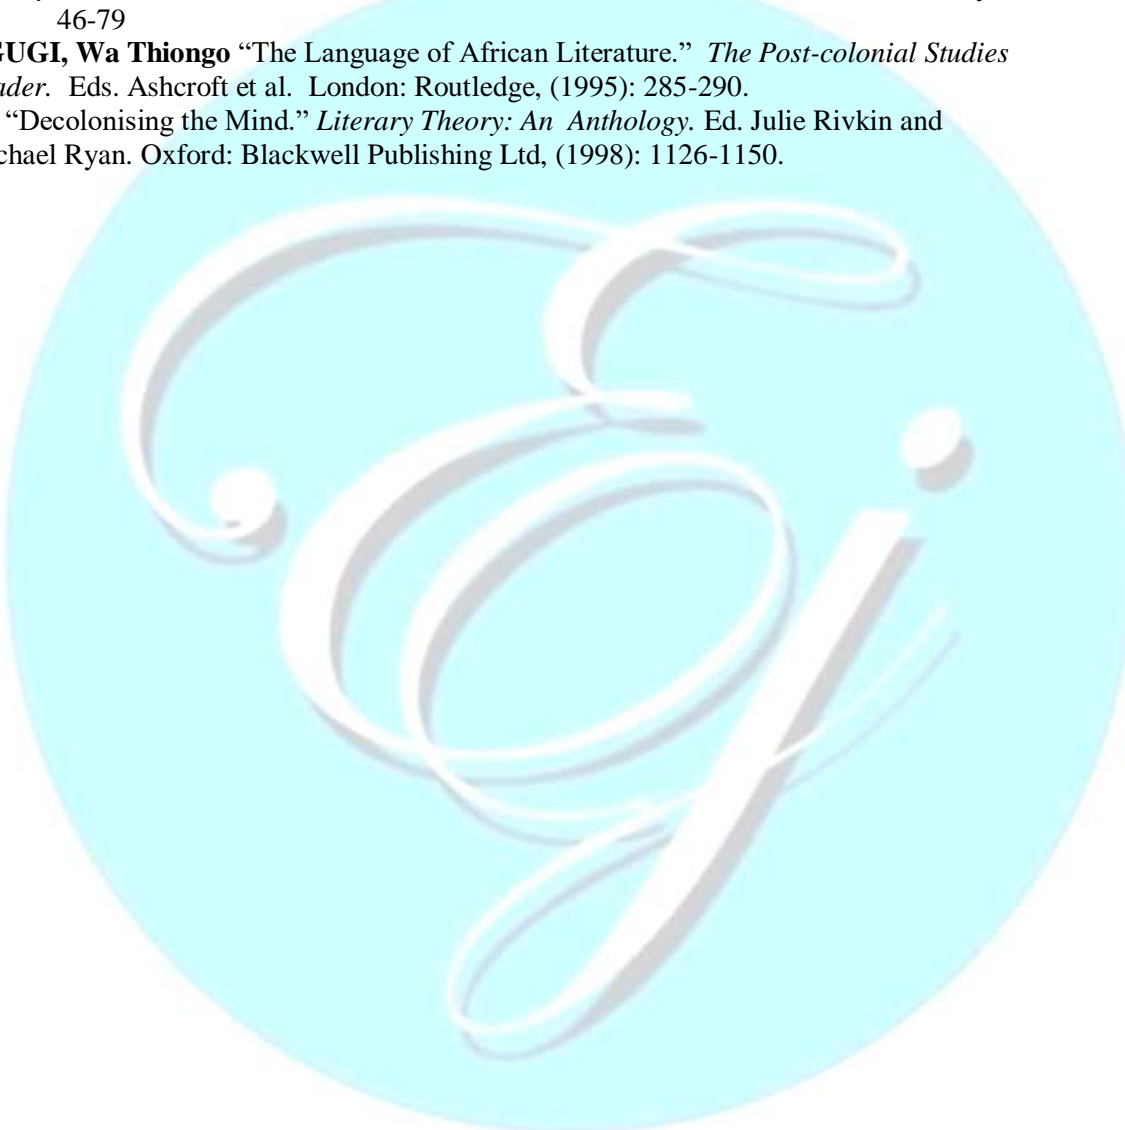 46-79
GUGI, Wa Thiongo “The Language of African Literature.” The Post-colonial Studies
ader. Eds. Ashcroft et al. London: Routledge, (1995): 285-290.
“Decolonising the Mind.” Literary Theory: An Anthology. Ed. Julie Rivkin and
chael Ryan. Oxford: Blackwell Publishing Ltd, (1998): 1126-1150.
Ej